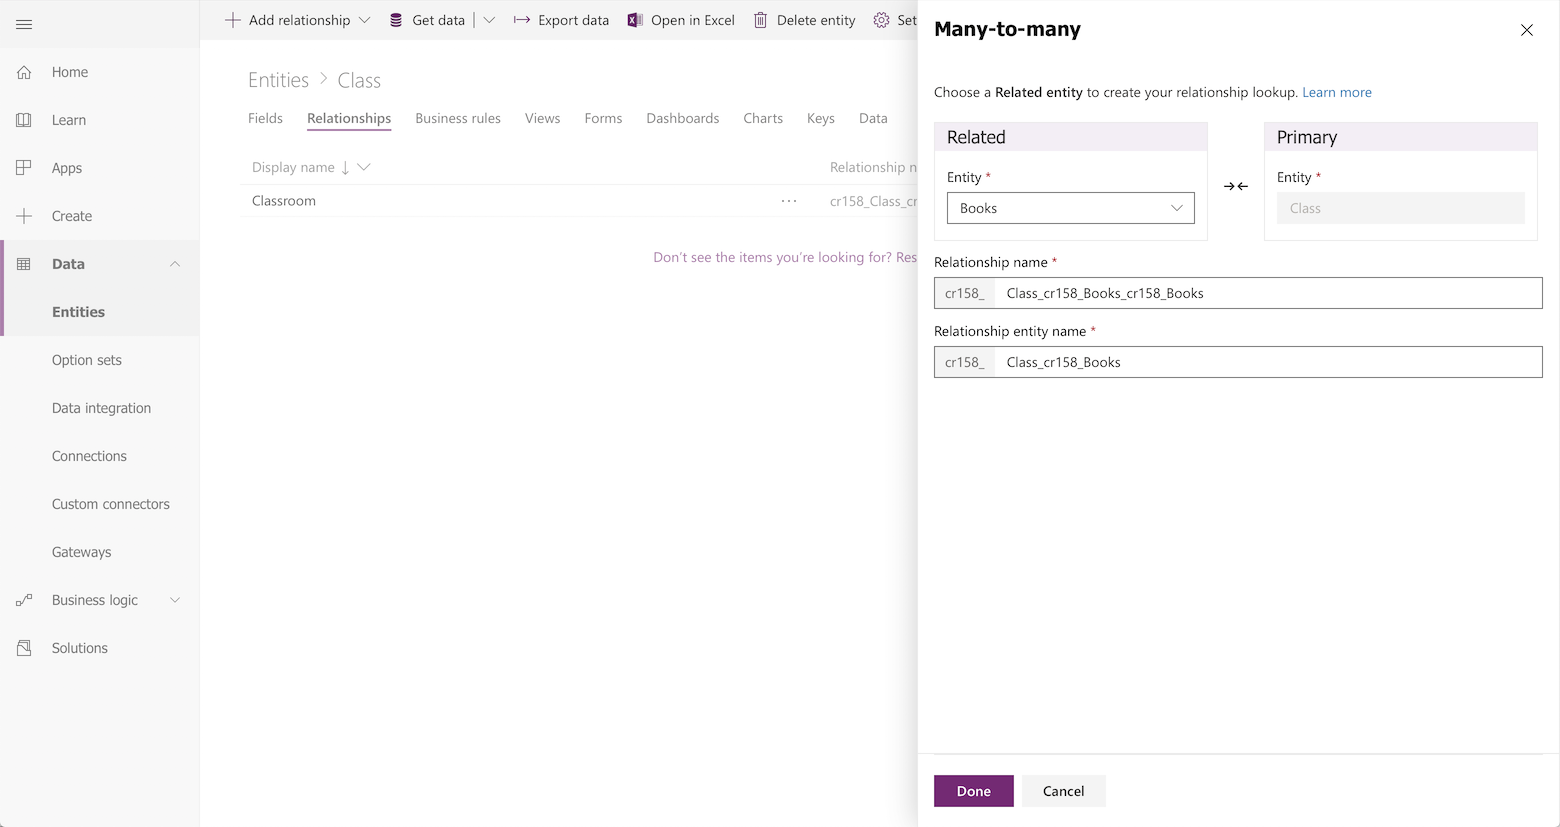 Add relationship
Get data
Export data
Open in Excel
Delete entity
Set
Home
Learn
Apps
Create
Data
Entities
Option sets
Data integration
Connections
Custom connectors
Gateways
Business logic
Solutions
Entities > Class
Fields
Relationships
Business rules
Views
Forms
Dashboards
Charts
Keys
Data
Display name
Relationship n
Classroom
...
cr158_Class_cr
Don't see the items you're looking for? Res
Many-to-many
Choose a Related entity to create your relationship lookup. Learn more
Related
Entity *
Books
Primary
Entity *
Class
Relationship name *
cr158_ Class_cr158_Books_cr158_Books
Relationship entity name *
cr158_ Class_cr158_Books
Done
Cancel